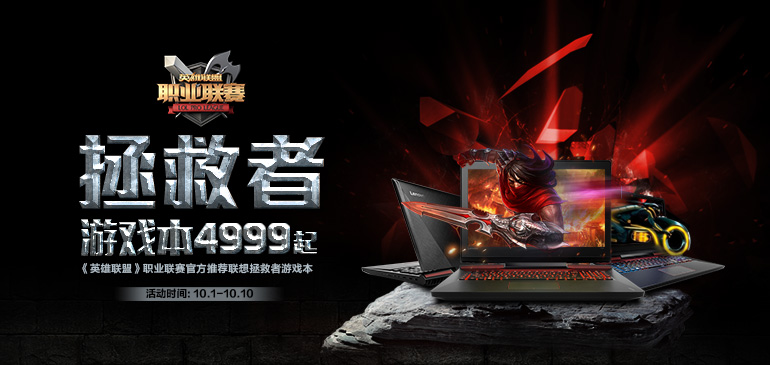 英雄联盟
职业联赛
LOL PRO LEAGUE
拯救者
游戏本4999起
《英雄联盟》职业联赛官方推荐联想拯救者游戏本
活动时间: 10.1-10.10
Lenovo